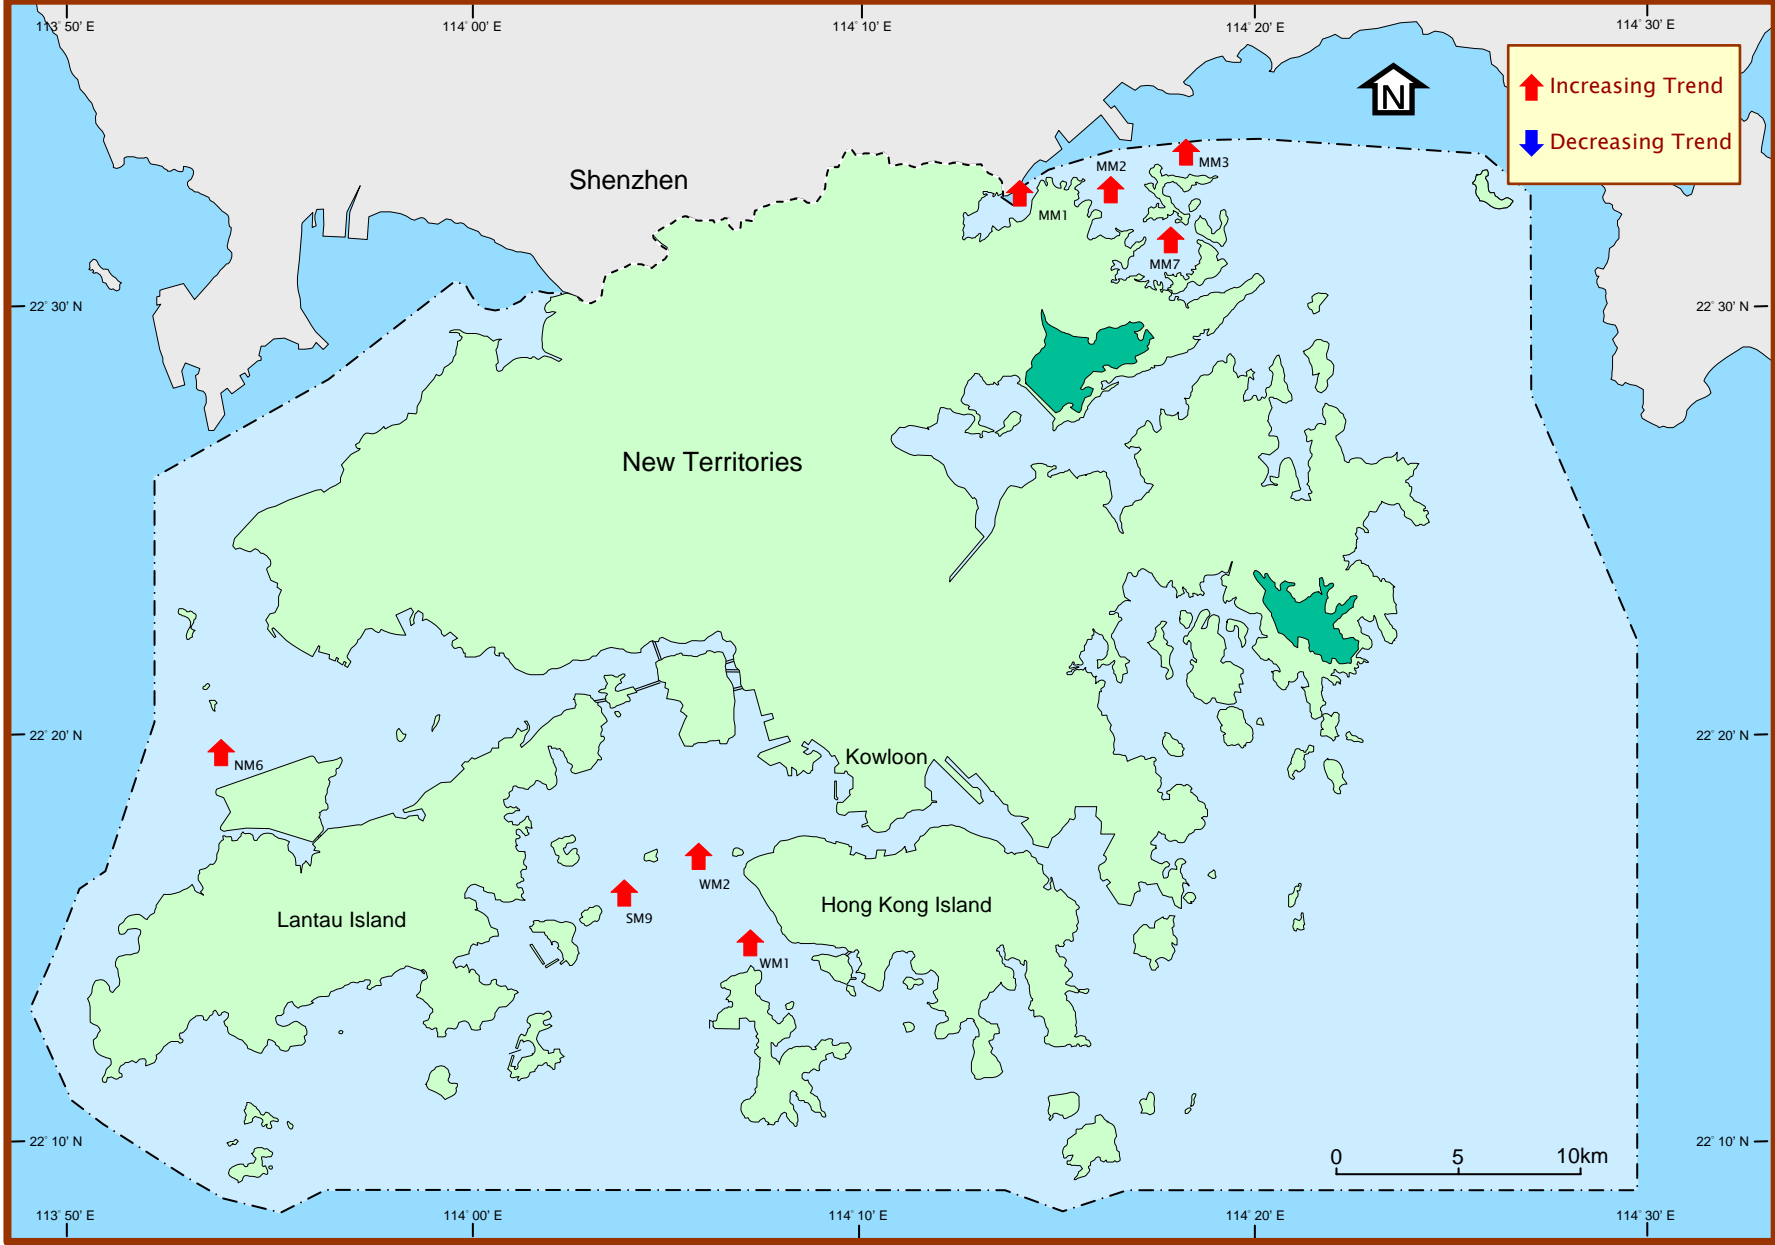 113° 50' E
114° 00' E
114° 10' E
114° 20' E
114° 30' E
N
Increasing Trend
Decreasing Trend
Shenzhen
MM2
MM3
MM1
MM7
22° 30' N
22° 30' N
New Territories
22° 20' N
22° 20' N
NM6
Kowloon
WM2
SM9
Hong Kong Island
Lantau Island
WM1
22° 10' N
22° 10' N
0 5 10km
113° 50' E
114° 00' E
114° 10' E
114° 20' E
114° 30' E